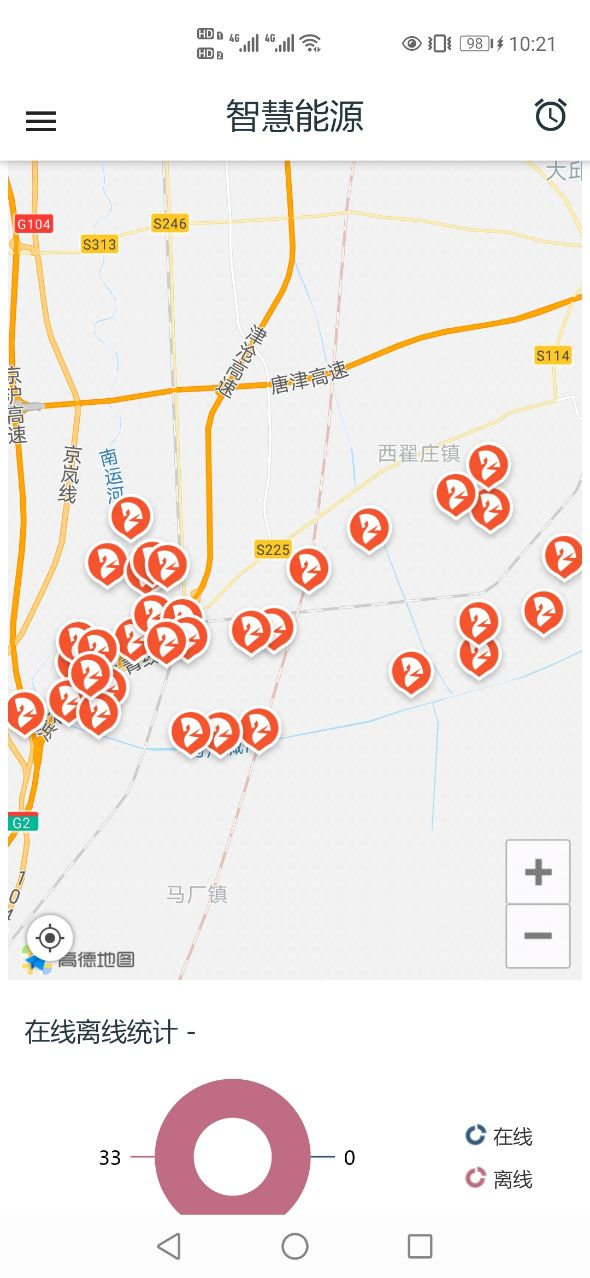 HD 1 4G 4G 98 10:21
HD 2
智慧能源
大邱
G104
S246
S313
津沧高速
S114
唐津高速
京沪高速
京岚线
南运河
西翟庄镇
S225
G2
马厂镇
104
高德地图
在线离线统计 -
33
0
在线
离线